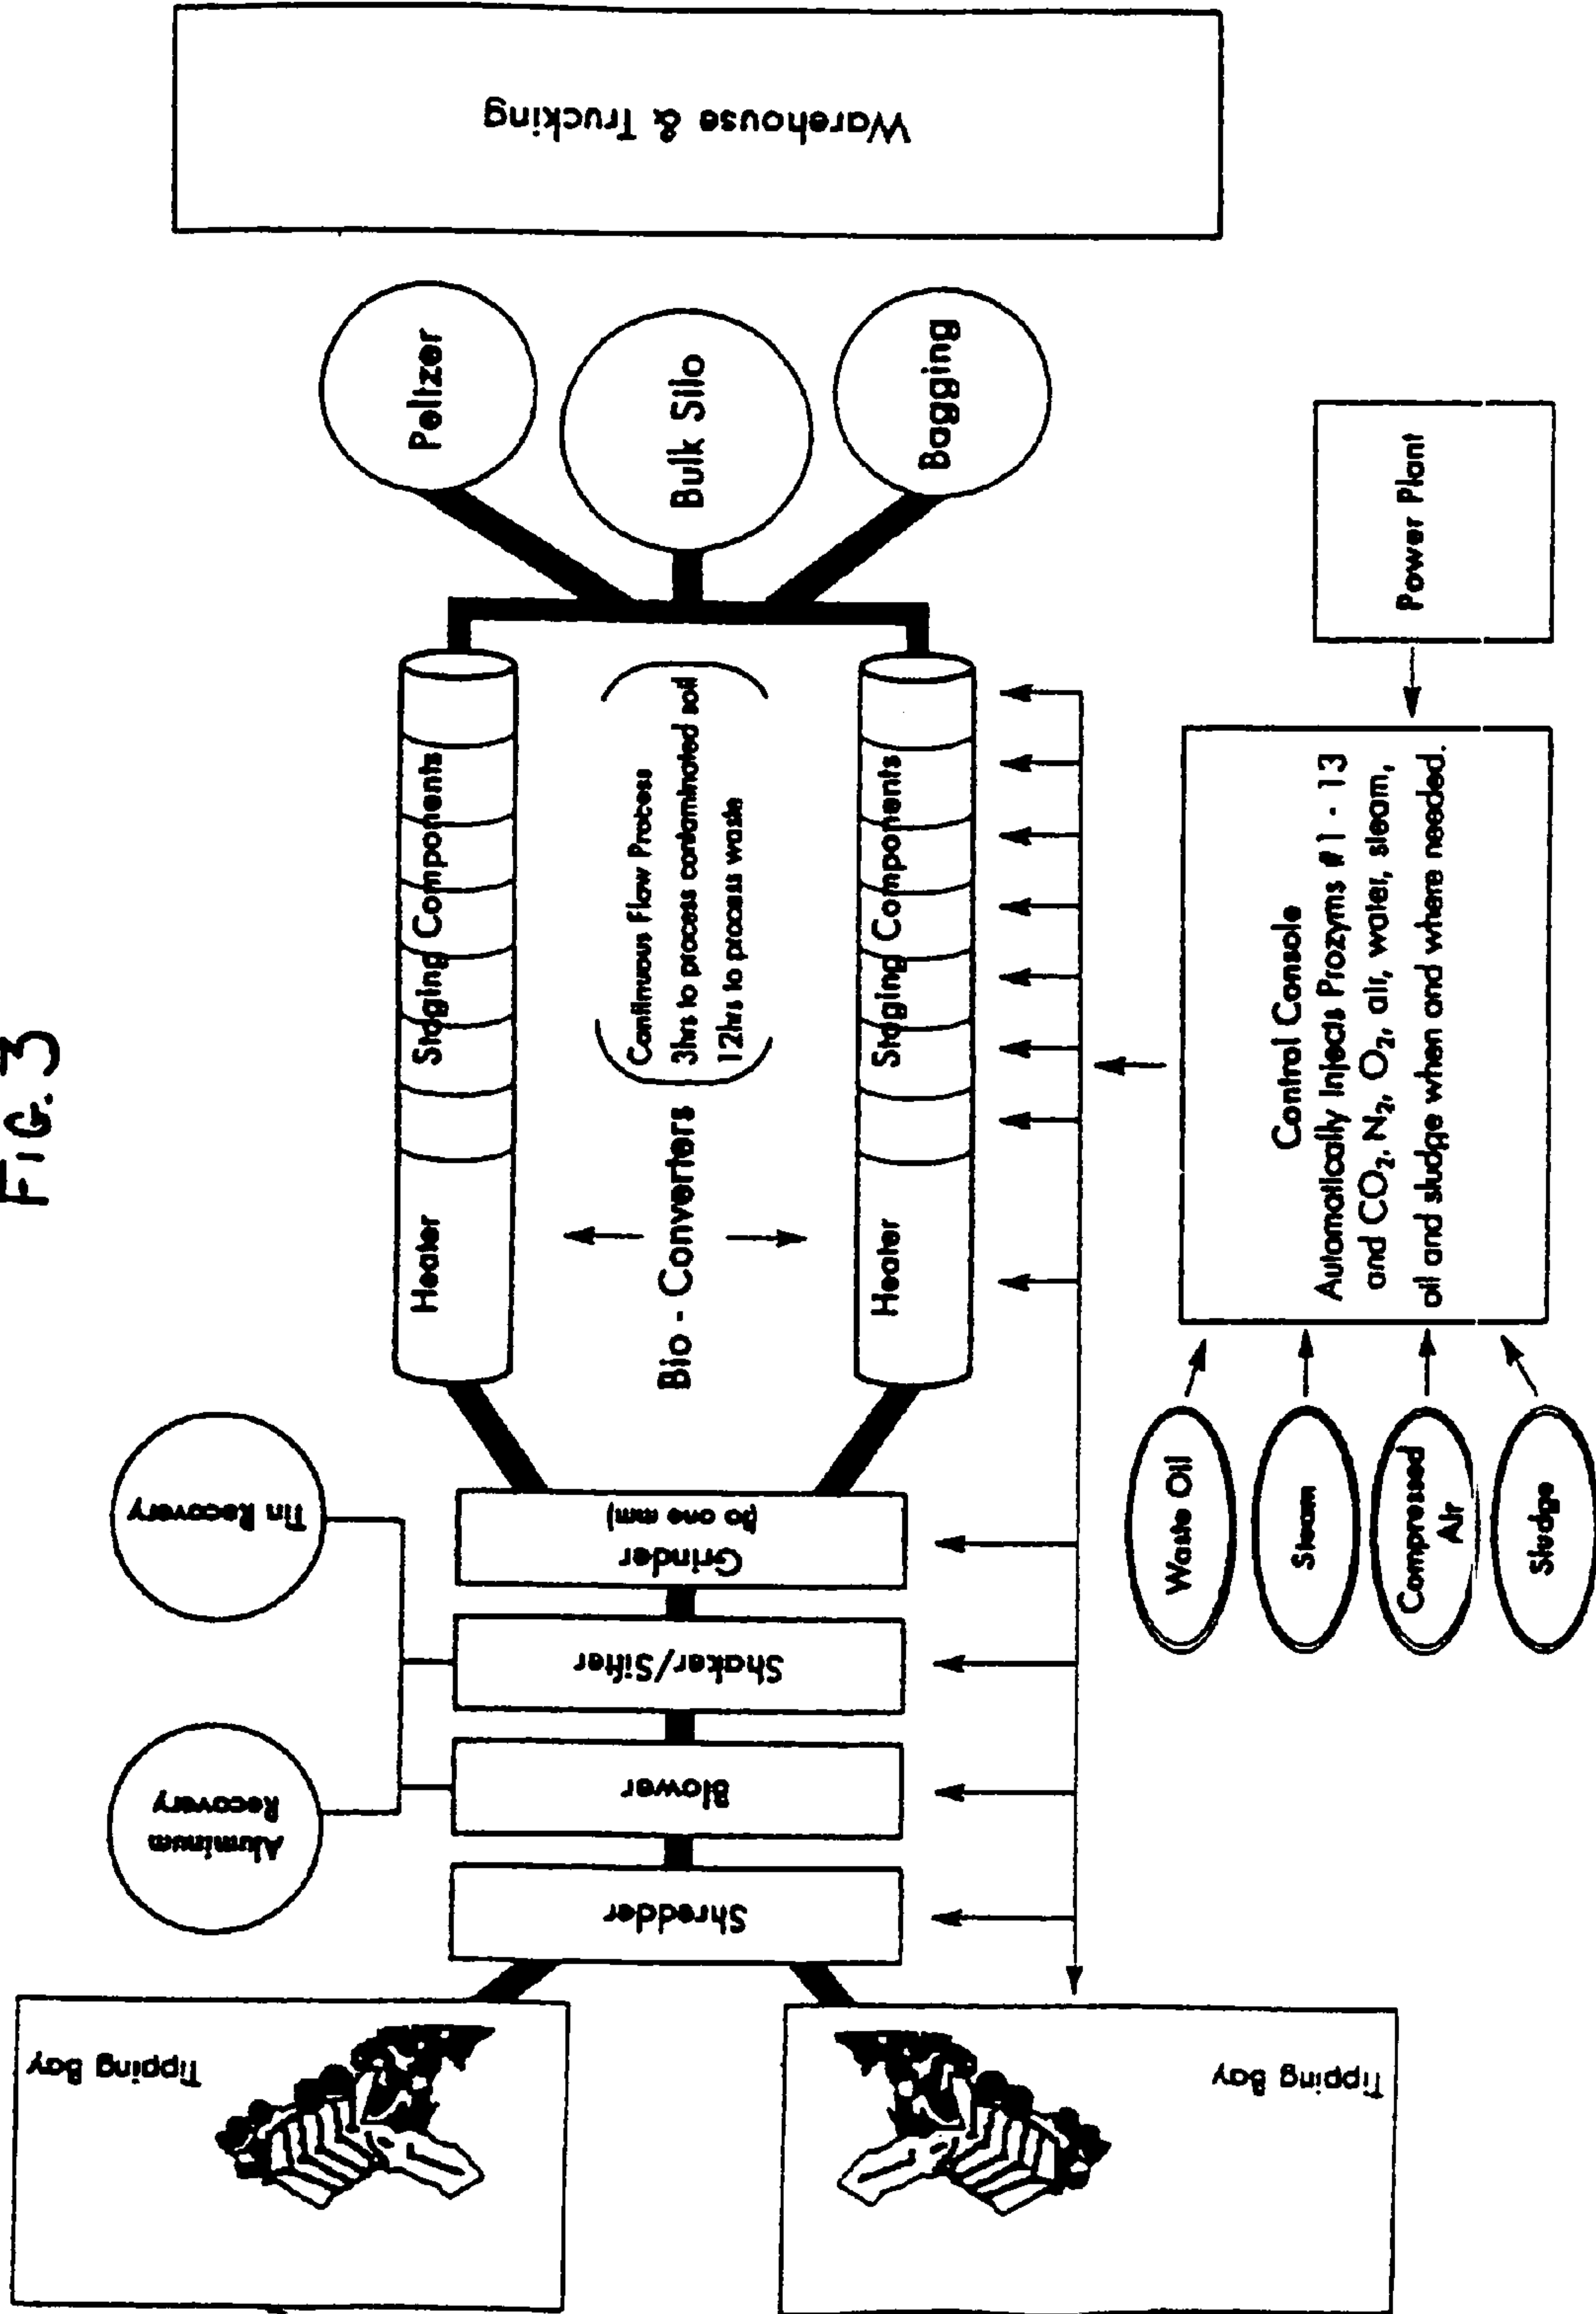 FIG. 3
Tipping Bay
Tipping Bay
Shredder
Blower
Shaker/Sifter
Grinder
(to one mm)
Aluminum
Recovery
Tin Recovery
Heater
Staging Components
Bio - Converters
Continuous Flow Process
3hrs to process contaminated soil
12hrs to process waste
Heater
Staging Components
Peltzer
Bulk Silo
Bagging
Warehouse & Trucking
Waste Oil
Steam
Compressed
Air
Sludge
Control Console
Automatically Injects Prozyms #1 - 13
and CO₂, N₂, O₂, air, water, steam,
oil and sludge when and where needed.
Power Plant